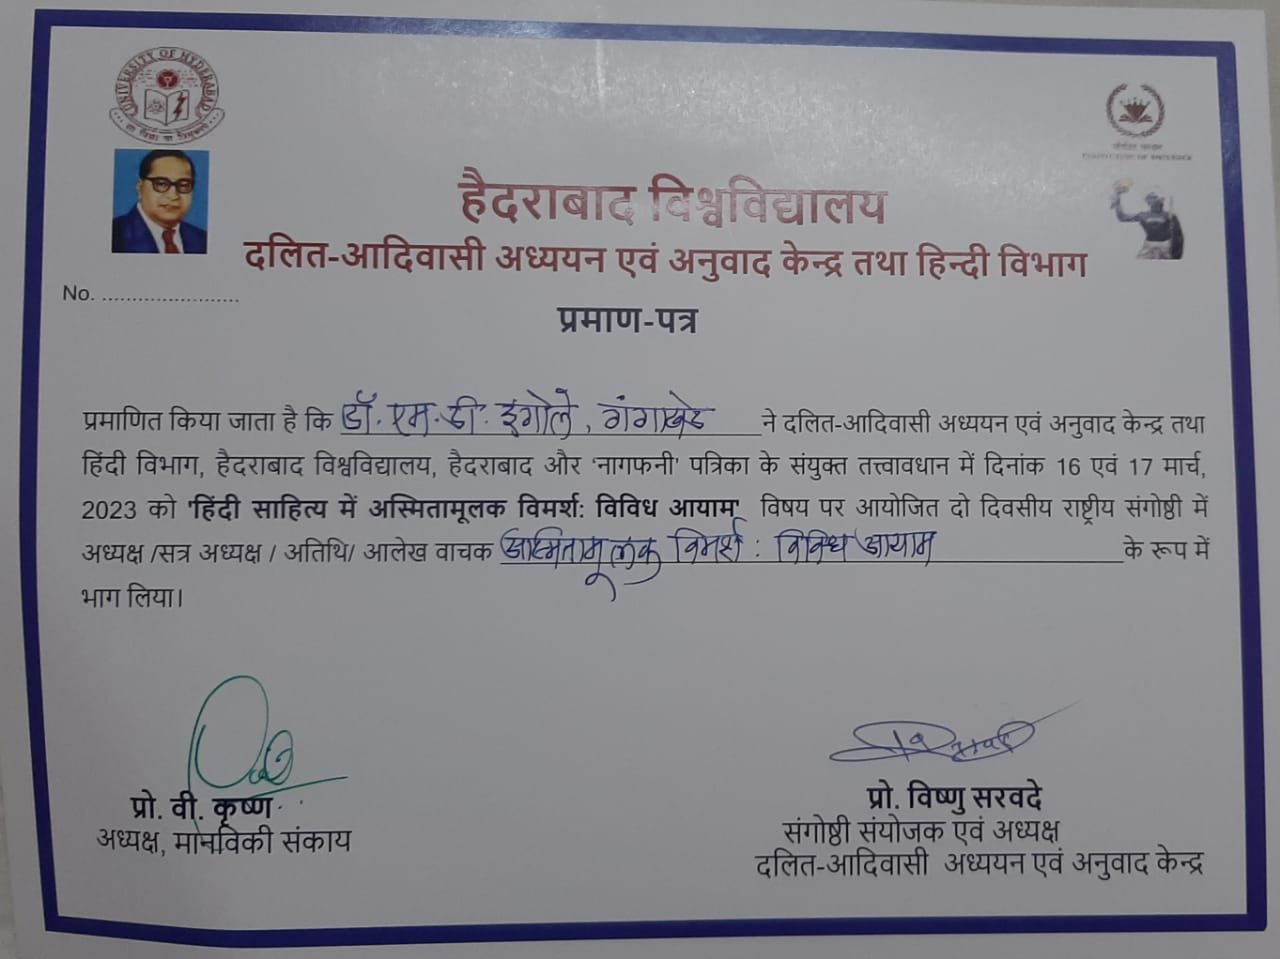 UNIVERSITY OF HYDERABAD
हैदराबाद विश्वविद्यालय
दलित-आदिवासी अध्ययन एवं अनुवाद केन्द्र तथा हिन्दी विभाग
No. ........................
प्रमाण-पत्र
प्रमाणित किया जाता है कि डॉ. एम. डी. इंगोले, गंगाखेड ने दलित-आदिवासी अध्ययन एवं अनुवाद केन्द्र तथा
हिंदी विभाग, हैदराबाद विश्वविद्यालय, हैदराबाद और 'नागफनी' पत्रिका के संयुक्त तत्त्वावधान में दिनांक 16 एवं 17 मार्च,
2023 को 'हिंदी साहित्य में अस्मितामूलक विमर्श: विविध आयाम' विषय पर आयोजित दो दिवसीय राष्ट्रीय संगोष्ठी में
अध्यक्ष /सत्र अध्यक्ष / अतिथि/ आलेख वाचक अस्मितामूलक विमर्श : विविध आयाम के रूप में
भाग लिया।
प्रो. वी. कृष्ण
अध्यक्ष, मानविकी संकाय
प्रो. विष्णु सरवदे
संगोष्ठी संयोजक एवं अध्यक्ष
दलित-आदिवासी अध्ययन एवं अनुवाद केन्द्र